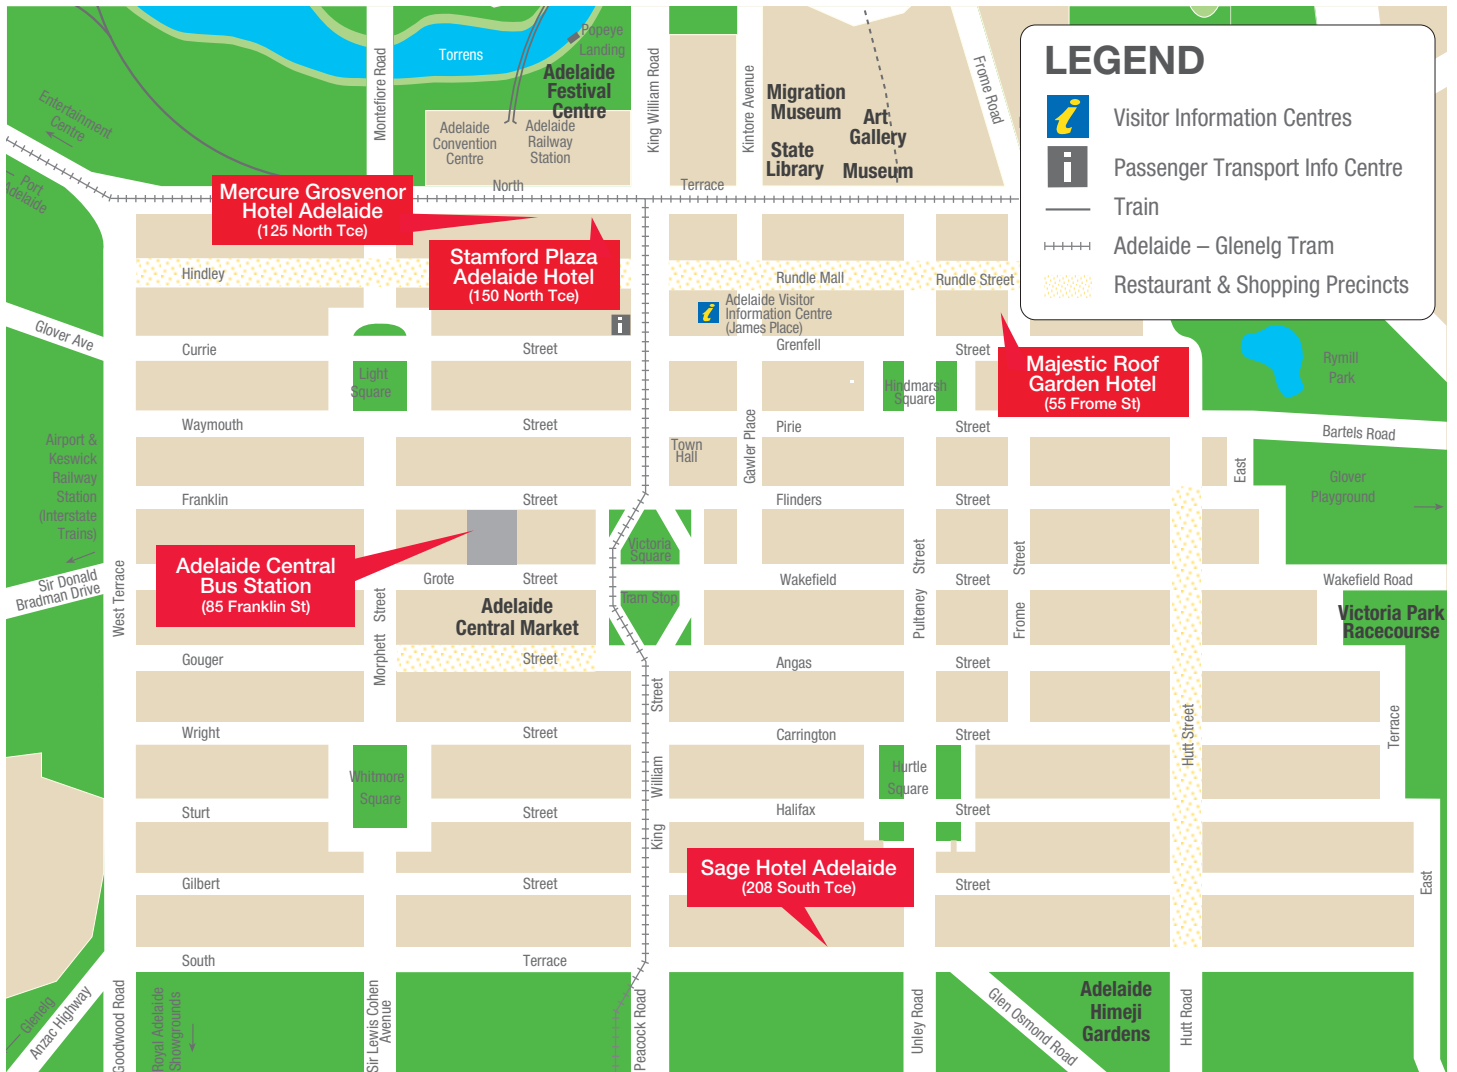 LEGEND
Visitor Information Centres
Passenger Transport Info Centre
Train
Adelaide – Glenelg Tram
Restaurant & Shopping Precincts
Popeye
Landing
Torrens
Montefiore Road
Adelaide
Festival
Centre
King William Road
Kintore Avenue
Frome Road
Entertainment
Centre
Adelaide
Convention
Centre
Adelaide
Railway
Station
Migration
Museum
Art
Gallery
State
Library
Museum
Port
Adelaide
North
Terrace
Mercure Grosvenor
Hotel Adelaide
(125 North Tce)
Stamford Plaza
Adelaide Hotel
(150 North Tce)
Hindley
Rundle Mall
Rundle Street
i
i
Adelaide Visitor
Information Centre
(James Place)
Glover Ave
Currie
Street
Grenfell
Street
Majestic Roof
Garden Hotel
(55 Frome St)
Rymill
Park
Light
Square
Hindmarsh
Square
Waymouth
Street
Pirie
Street
Bartels Road
Airport &
Keswick
Railway
Station
(Interstate
Trains)
Town
Hall
Gawler Place
East
Glover
Playground
Franklin
Street
Flinders
Street
Victoria
Square
Pulteney Street
Frome Street
Adelaide Central
Bus Station
(85 Franklin St)
Sir Donald
Bradman Drive
West Terrace
Grote
Street
Wakefield
Street
Wakefield Road
Morphett Street
Adelaide
Central Market
Tram Stop
Victoria Park
Racecourse
Gouger
Street
Angas
Street
King William Street
Hutt Street
Terrace
Wright
Street
Carrington
Street
Whitmore
Square
Hurtle
Square
Sturt
Street
Halifax
Street
Sage Hotel Adelaide
(208 South Tce)
Gilbert
Street
Street
East
South
Terrace
Glenelg
Anzac Highway
Goodwood Road
Royal Adelaide
Showgrounds
Sir Lewis Cohen
Avenue
Peacock Road
Unley Road
Glen Osmond Road
Adelaide
Himeji
Gardens
Hutt Road